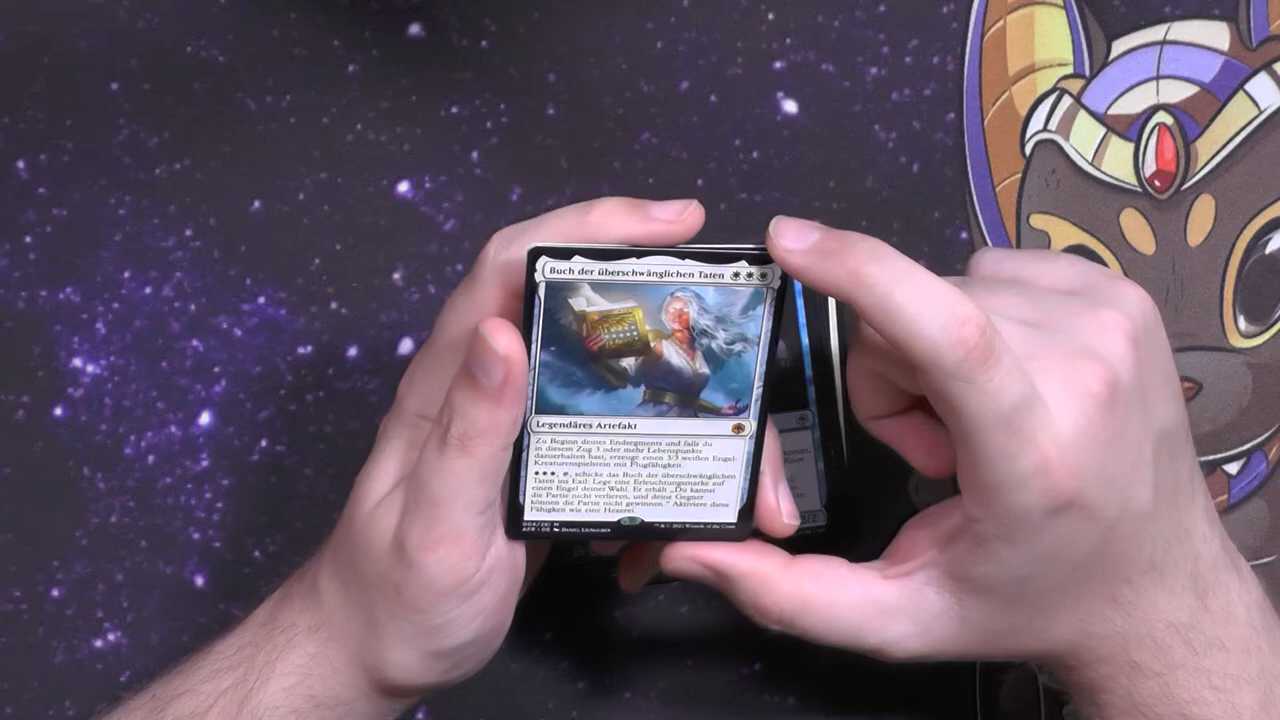 Buch der überschwänglichen Taten
Legendäres Artefakt
Zu Beginn deines Endsegments und falls du
in diesem Zug 3 oder mehr Lebenspunkte
dazuerhalten hast, erzeuge einen 3/3 weißen Engel-
Kreaturenspielstein mit Flugfähigkeit.
, schicke das Buch der überschwänglichen
Taten ins Exil: Lege eine Erleuchtungsmarke auf
einen Engel deiner Wahl. Er erhält „Du kannst
die Partie nicht verlieren, und deine Gegner
können die Partie nicht gewinnen.“ Aktiviere diese
Fähigkeit wie eine Hexerei
004/281 M
AFR • DE Daniel Ljunggren
™ & © 2021 Wizards of the Coast